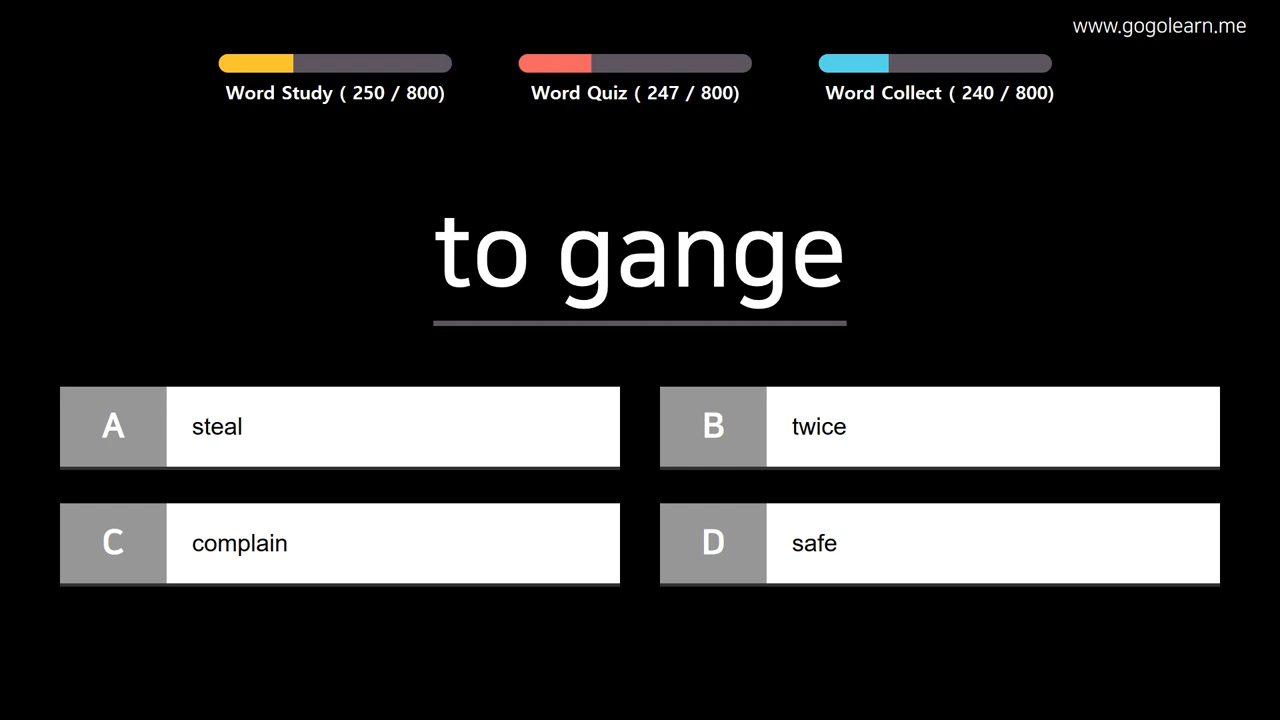 www.gogolearn.me
Word Study ( 250 / 800)
Word Quiz ( 247 / 800)
Word Collect ( 240 / 800)
to gange
A
steal
B
twice
C
complain
D
safe